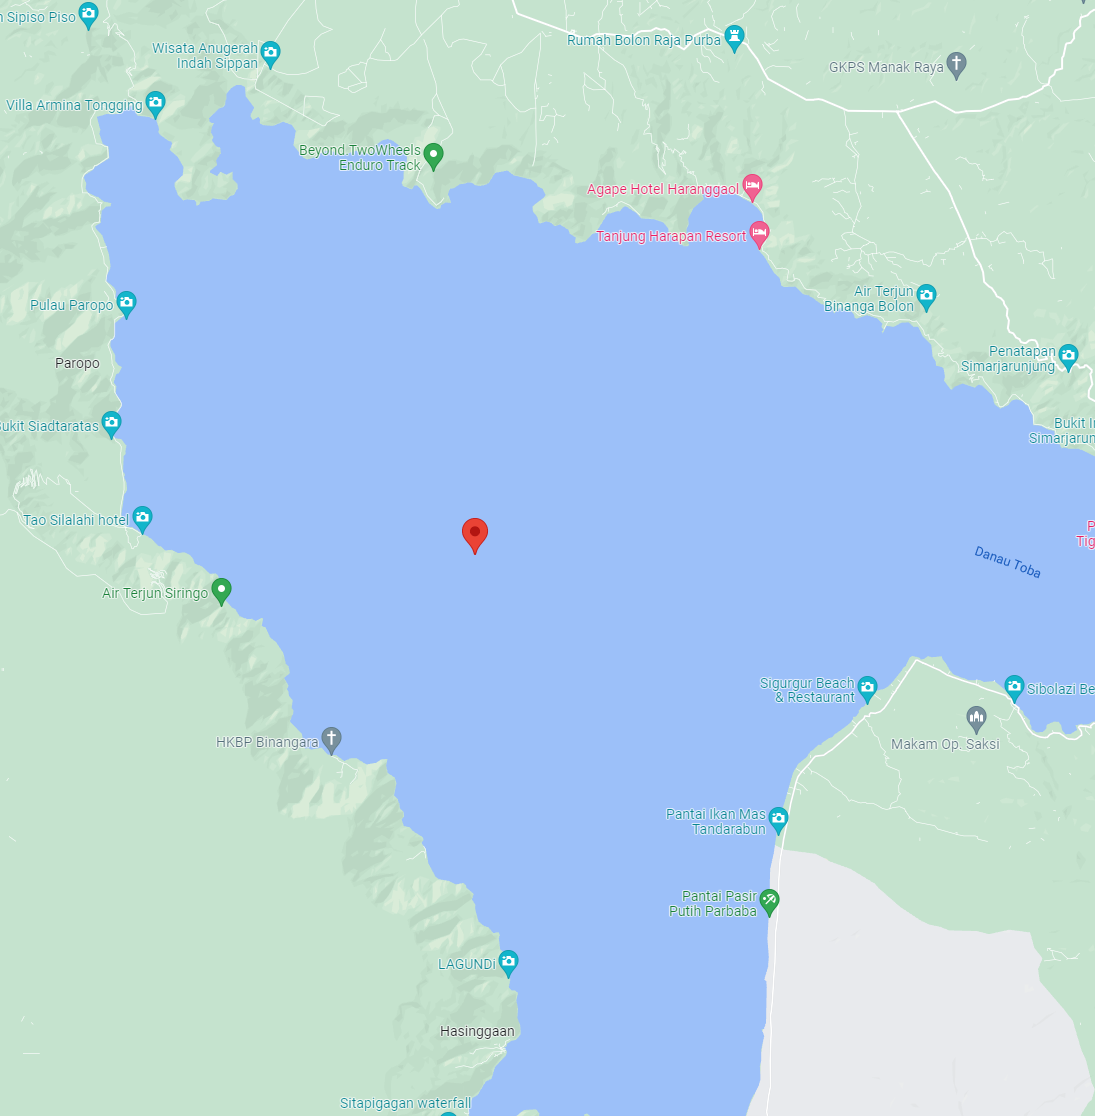 Sipiso Piso
Wisata Anugerah
Indah Sippan
Rumah Bolon Raja Purba
GKPS Manak Raya
Villa Armina Tongging
Beyond TwoWheels
Enduro Track
Agape Hotel Haranggaol
Tanjung Harapan Resort
Pulau Paropo
Air Terjun
Binanga Bolon
Paropo
Penatapan
Simarjarunjung
ukit Siadtaratas
Bukit I
Simarjarun
Tao Silalahi hotel
P
Tig
Danau Toba
Air Terjun Siringo
Sigurgur Beach
& Restaurant
Sibolazi Be
HKBP Binangara
Makam Op. Saksi
Pantai Ikan Mas
Tandarabun
Pantai Pasir
Putih Parbaba
LAGUNDi
Hasinggaan
Sitapigagan waterfall